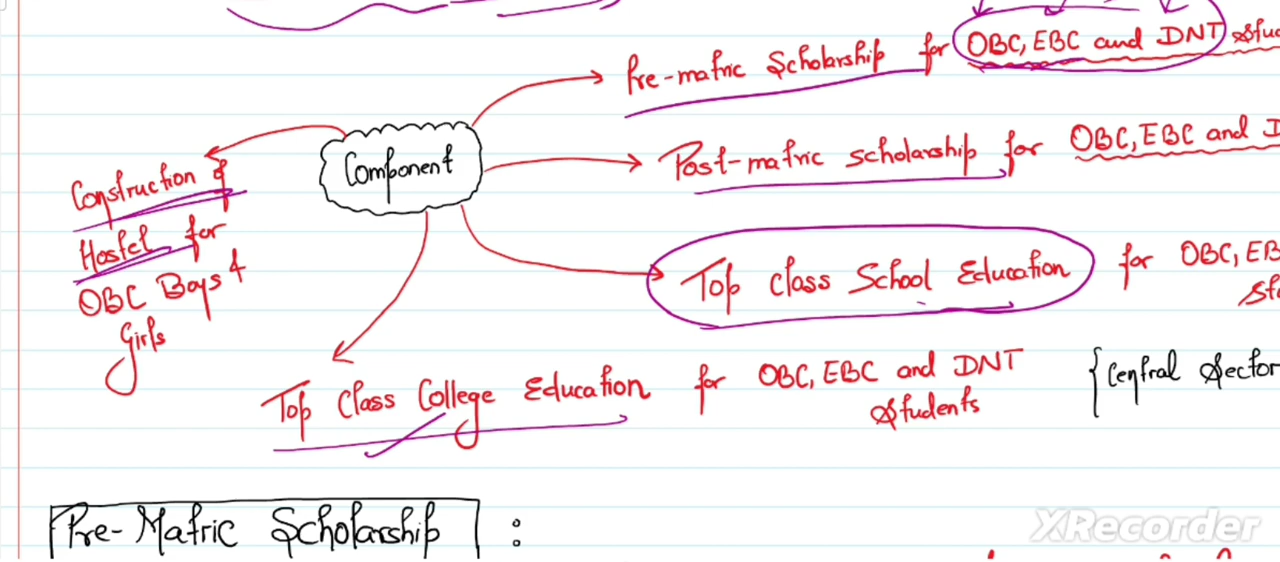 Pre-matric Scholarship for OBC, EBC and DNT
Component
Post-matric scholarship for OBC, EBC and
Construction of
Hostel for
OBC Boys &
Girls
Top Class School Education for OBC,
Top Class College Education for OBC, EBC and DNT
Students
{Central Sector
Pre-Matric Scholarship :
XRecorder